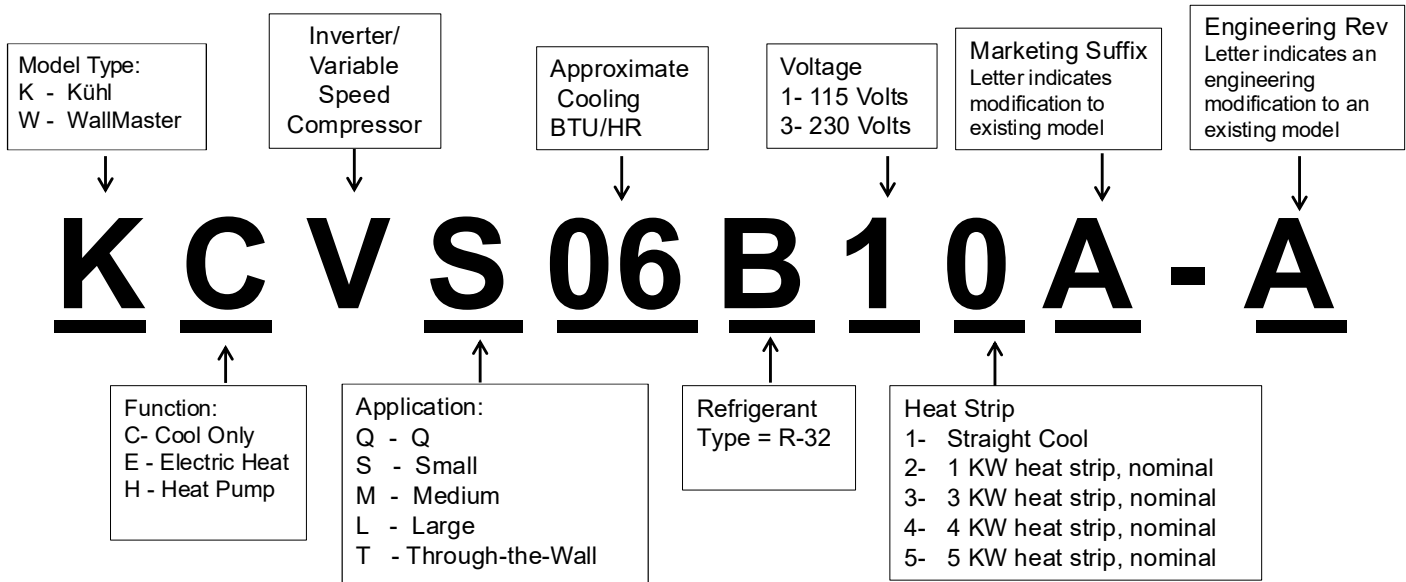 Model Type:
K - Kühl
W - WallMaster
Inverter/
Variable
Speed
Compressor
Approximate
Cooling
BTU/HR
Voltage
1- 115 Volts
3- 230 Volts
Marketing Suffix
Letter indicates
modification to
existing model
Engineering Rev
Letter indicates an
engineering
modification to an
existing model
K C V S 06 B 1 0 A - A
Function:
C- Cool Only
E - Electric Heat
H - Heat Pump
Application:
Q - Q
S - Small
M - Medium
L - Large
T - Through-the-Wall
Refrigerant
Type = R-32
Heat Strip
1- Straight Cool
2- 1 KW heat strip, nominal
3- 3 KW heat strip, nominal
4- 4 KW heat strip, nominal
5- 5 KW heat strip, nominal